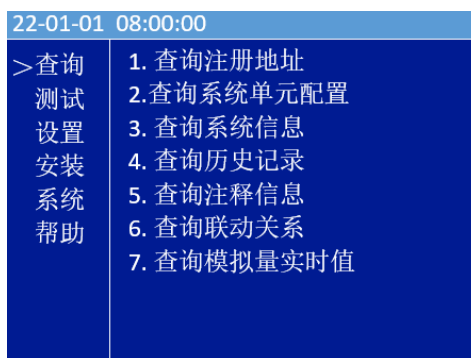 22-01-01 08:00:00
>查询
测试
设置
安装
系统
帮助
1. 查询注册地址
2.查询系统单元配置
3. 查询系统信息
4. 查询历史记录
5. 查询注释信息
6. 查询联动关系
7. 查询模拟量实时值